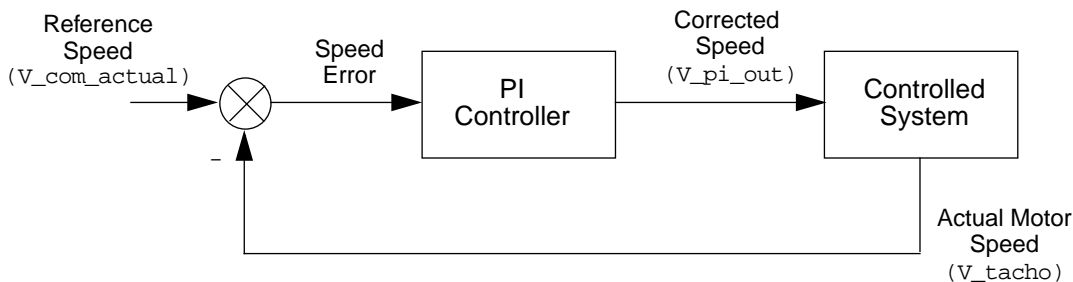 Reference
Speed
(V_com_actual)
Speed
Error
PI
Controller
Corrected
Speed
(V_pi_out)
Controlled
System
-
Actual Motor
Speed
(V_tacho)